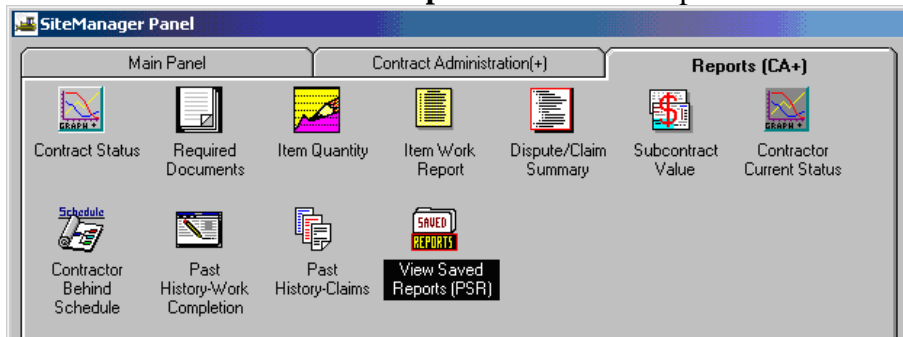 SiteManager Panel
Main Panel
Contract Administration(+)
Reports (CA+)
GRAPH +
GRAPH +
Contract Status
Required
Documents
Item Quantity
Item Work
Report
Dispute/Claim
Summary
Subcontract
Value
Contractor
Current Status
Schedule
SAVED
REPORTS
Contractor
Behind
Schedule
Past
History-Work
Completion
Past
History-Claims
View Saved
Reports (PSR)